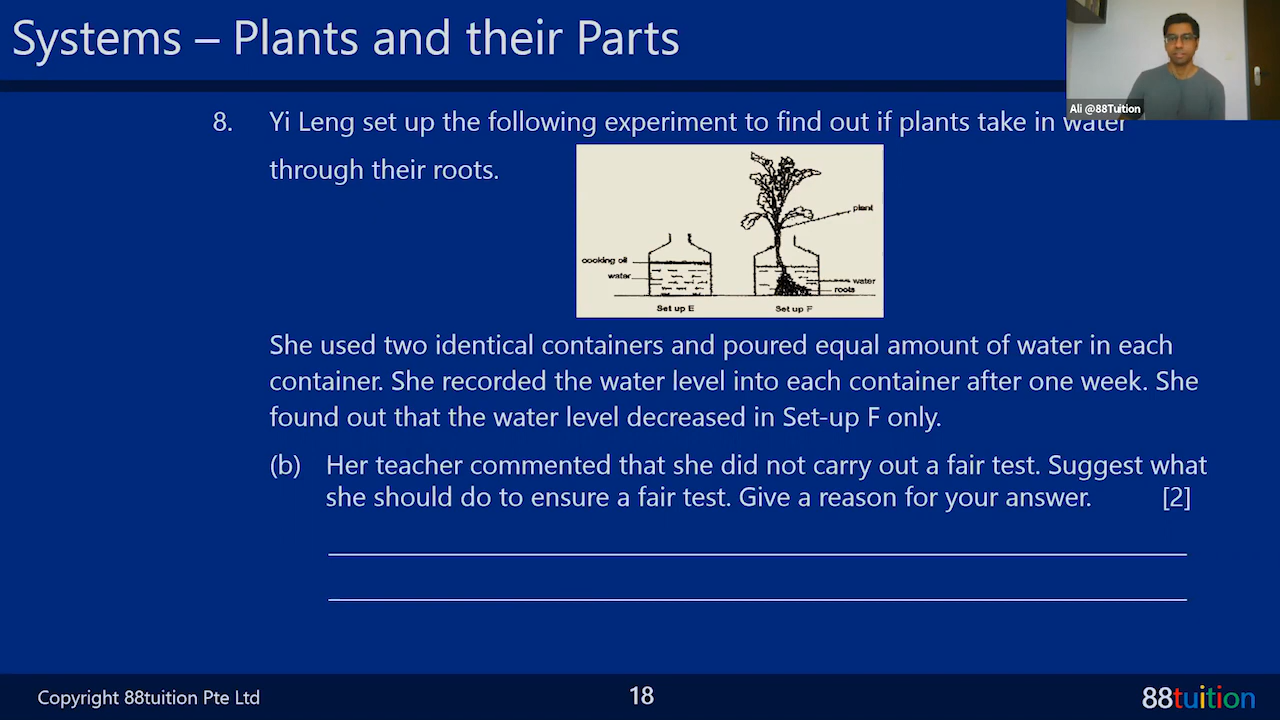 Systems – Plants and their Parts
Ali @88Tuition
8. Yi Leng set up the following experiment to find out if plants take in water
through their roots.
plant
cooking oil
water
water
roots
Set up E
Set up F
She used two identical containers and poured equal amount of water in each
container. She recorded the water level into each container after one week. She
found out that the water level decreased in Set-up F only.
(b) Her teacher commented that she did not carry out a fair test. Suggest what
she should do to ensure a fair test. Give a reason for your answer. [2]
Copyright 88tuition Pte Ltd
18
88tuition